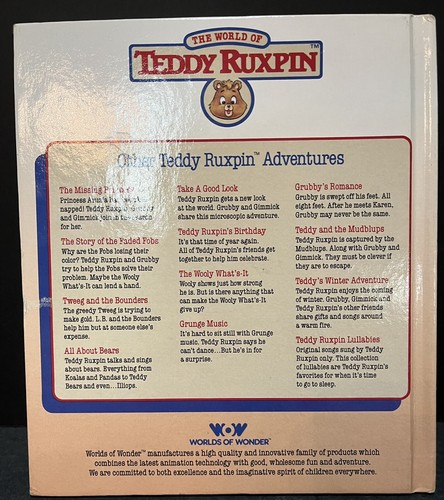 THE WORLD OF
TEDDY RUXPIN™
Other Teddy Ruxpin™ Adventures
The Missing
Princess Arin's
napped! Teddy
and Gimmick join in the
for her.
The Story of the Faded Fobs
Why are the Fobs losing their
color? Teddy Ruxpin and Grubby
try to help the Fobs solve their
problem. Maybe the Wooly
What's-It can lend a hand.
Tweeg and the Bounders
The greedy Tweeg is trying to
make gold. L.B. and the Bounders
help him but at someone else's
expense.
All About Bears
Teddy Ruxpin talks and sings
about bears. Everything from
Koalas and Pandas to Teddy
Bears and even...Illiops.
Take A Good Look
Teddy Ruxpin gets a new look
at the world. Grubby and Gimmick
share this microscopic adventure.
Teddy Ruxpin's Birthday
It's that time of year again.
All of Teddy Ruxpin's friends get
together to help him celebrate.
The Wooly What's-It
Wooly shows just how strong
he is. But is there anything that
can make the Wooly What's-It
give up?
Grunge Music
It's hard to sit still with Grunge
music. Teddy Ruxpin says he
can't dance...But he's in for
a surprise.
Grubby's Romance
Grubby is swept off his feet. All
eight feet. After he meets Karen,
Grubby may never be the same.
Teddy and the Mudblups
Teddy Ruxpin is captured by the
Mudblups. Along with Grubby and
Gimmick. They must be clever if
they are to escape.
Teddy's Winter Adventure
Teddy Ruxpin enjoys the coming
of winter. Grubby, Gimmick and
Teddy Ruxpin's other friends
share gifts and songs around
a warm fire.
Teddy Ruxpin Lullabies
Original songs sung by Teddy
Ruxpin only. This collection
of lullabies are Teddy Ruxpin's
favorites for when it's time
to go to sleep.
WOW
WORLDS OF WONDER™
Worlds of Wonder™ manufactures a high quality and innovative family of products which
combines the latest animation technology with good, wholesome fun and adventure.
We are committed to both excellence and the imaginative spirit of children everywhere.